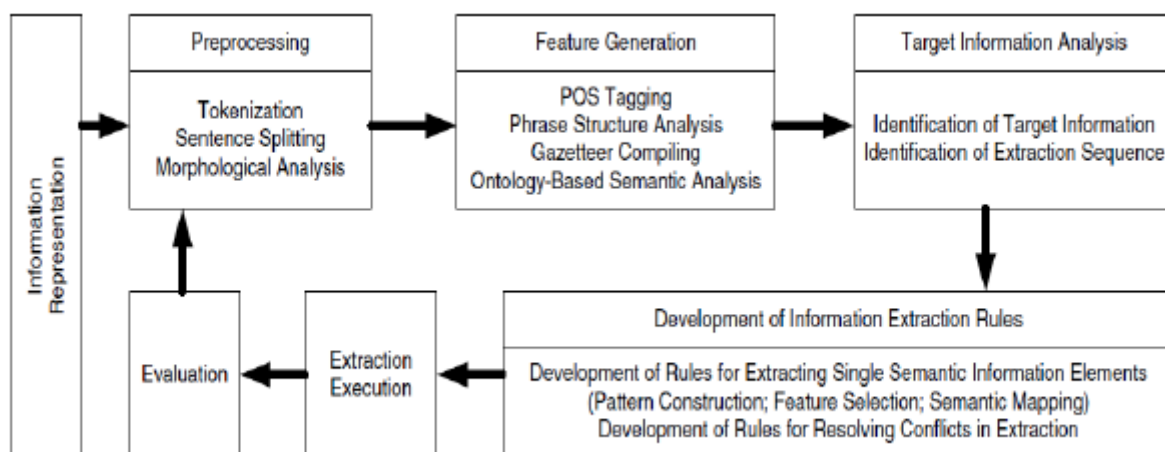 Information
Representation
Preprocessing
Tokenization
Sentence Splitting
Morphological Analysis
Feature Generation
POS Tagging
Phrase Structure Analysis
Gazetteer Compiling
Ontology-Based Semantic Analysis
Target Information Analysis
Identification of Target Information
Identification of Extraction Sequence
Development of Information Extraction Rules
Development of Rules for Extracting Single Semantic Information Elements
(Pattern Construction; Feature Selection; Semantic Mapping)
Development of Rules for Resolving Conflicts in Extraction
Extraction
Execution
Evaluation